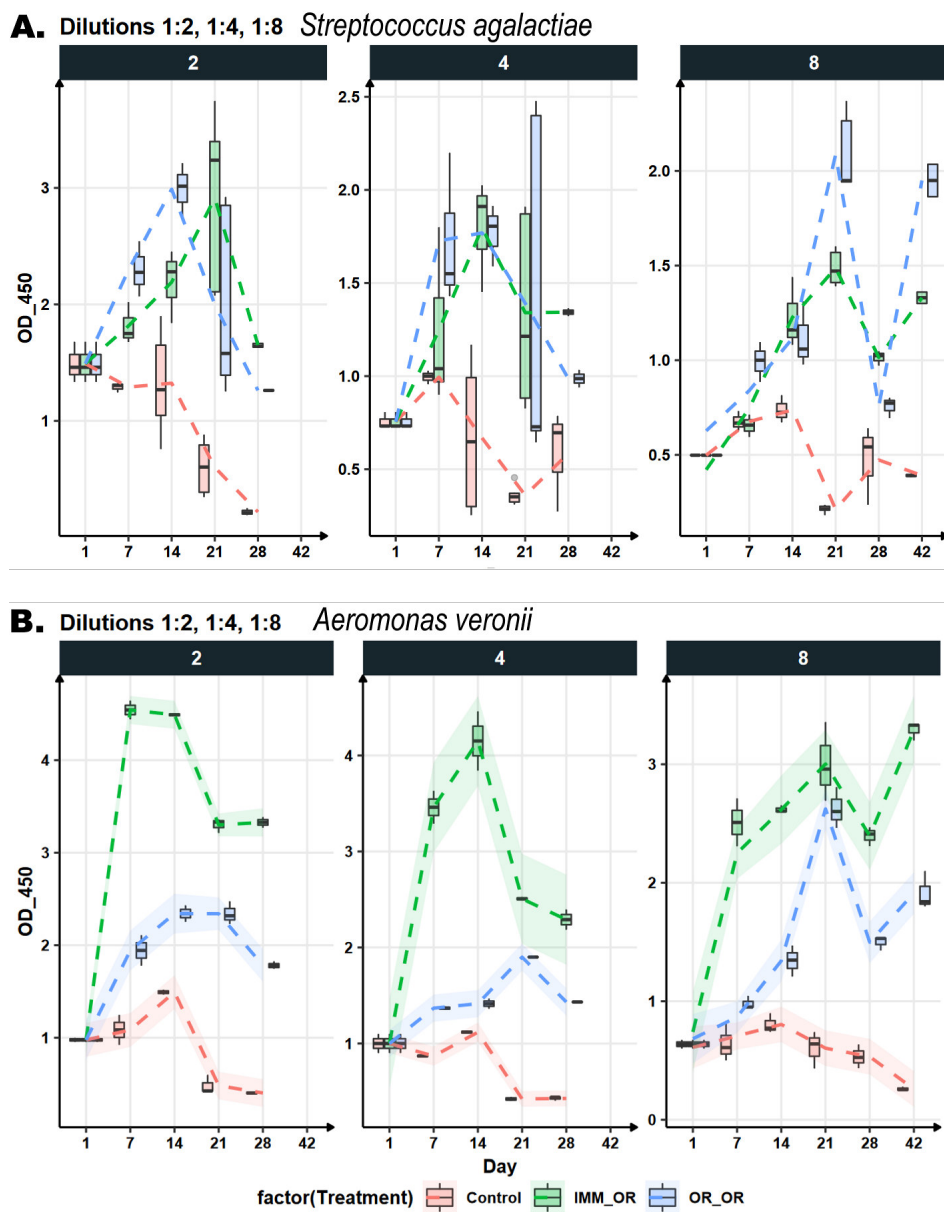 A. Dilutions 1:2, 1:4, 1:8 Streptococcus agalactiae
2 4 8
OD_450
3
2
1
2.5
2.0
1.5
1.0
0.5
2.0
1.5
1.0
0.5
1 7 14 21 28 42 1 7 14 21 28 42 1 7 14 21 28 42
B. Dilutions 1:2, 1:4, 1:8 Aeromonas veronii
2 4 8
OD_450
4
3
2
1
4
3
2
1
3
2
1
0
1 7 14 21 28 42 1 7 14 21 28 42 1 7 14 21 28 42
Day
factor(Treatment) Control IMM_OR OR_OR